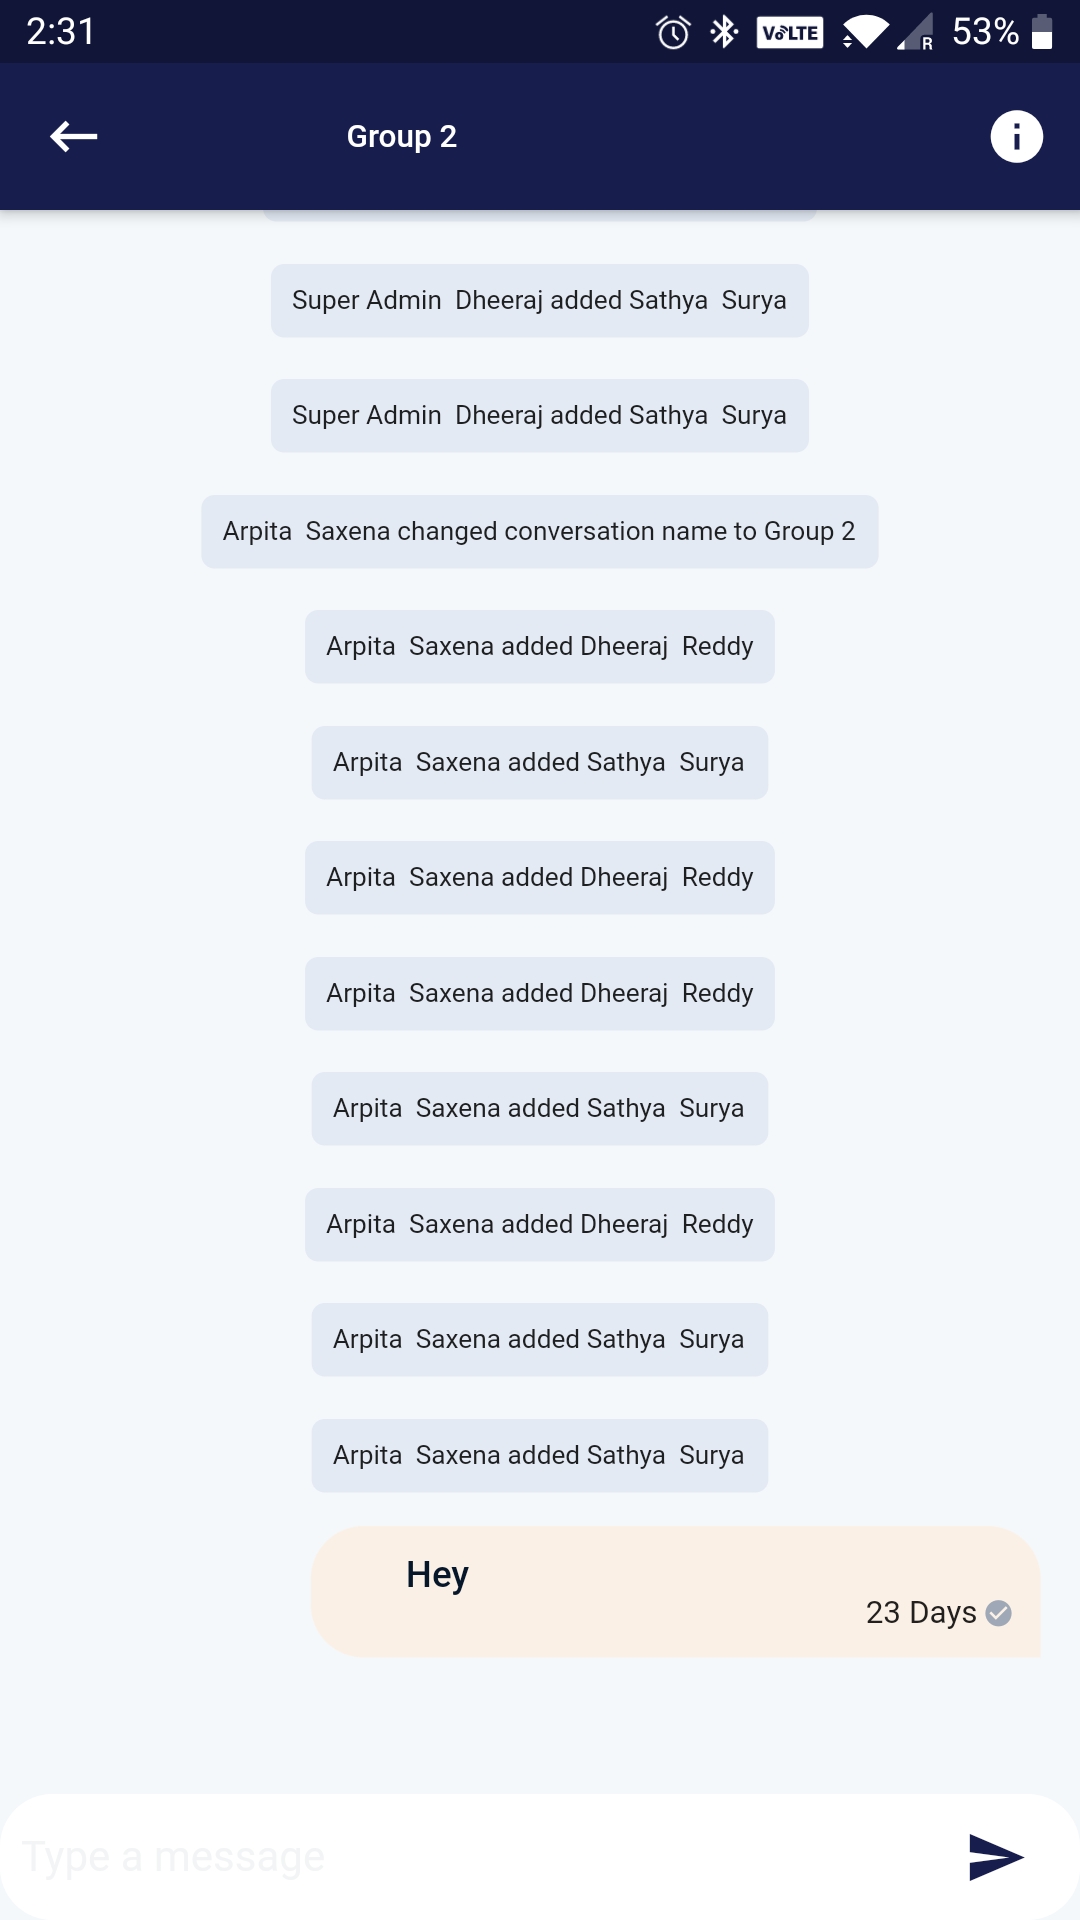 2:31 VoLTE R 53%
Group 2
Super Admin  Dheeraj added Sathya  Surya
Super Admin  Dheeraj added Sathya  Surya
Arpita  Saxena changed conversation name to Group 2
Arpita  Saxena added Dheeraj  Reddy
Arpita  Saxena added Sathya  Surya
Arpita  Saxena added Dheeraj  Reddy
Arpita  Saxena added Dheeraj  Reddy
Arpita  Saxena added Sathya  Surya
Arpita  Saxena added Dheeraj  Reddy
Arpita  Saxena added Sathya  Surya
Arpita  Saxena added Sathya  Surya
Hey
23 Days
Type a message